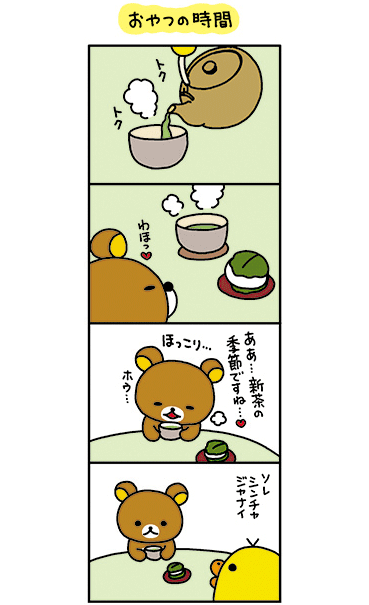 おやつの時間
トク
トク
わほっ
ああ…新茶の
季節ですね…
ほっこり…
ホウ…
ソレ
シンチャ
ジャナイ